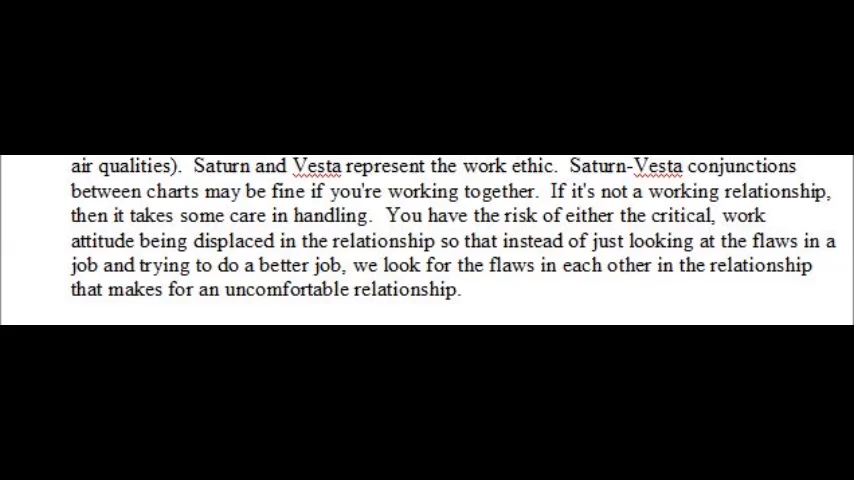 air qualities).  Saturn and Vesta represent the work ethic.  Saturn-Vesta conjunctions
between charts may be fine if you're working together.  If it's not a working relationship,
then it takes some care in handling.  You have the risk of either the critical, work
attitude being displaced in the relationship so that instead of just looking at the flaws in a
job and trying to do a better job, we look for the flaws in each other in the relationship
that makes for an uncomfortable relationship.